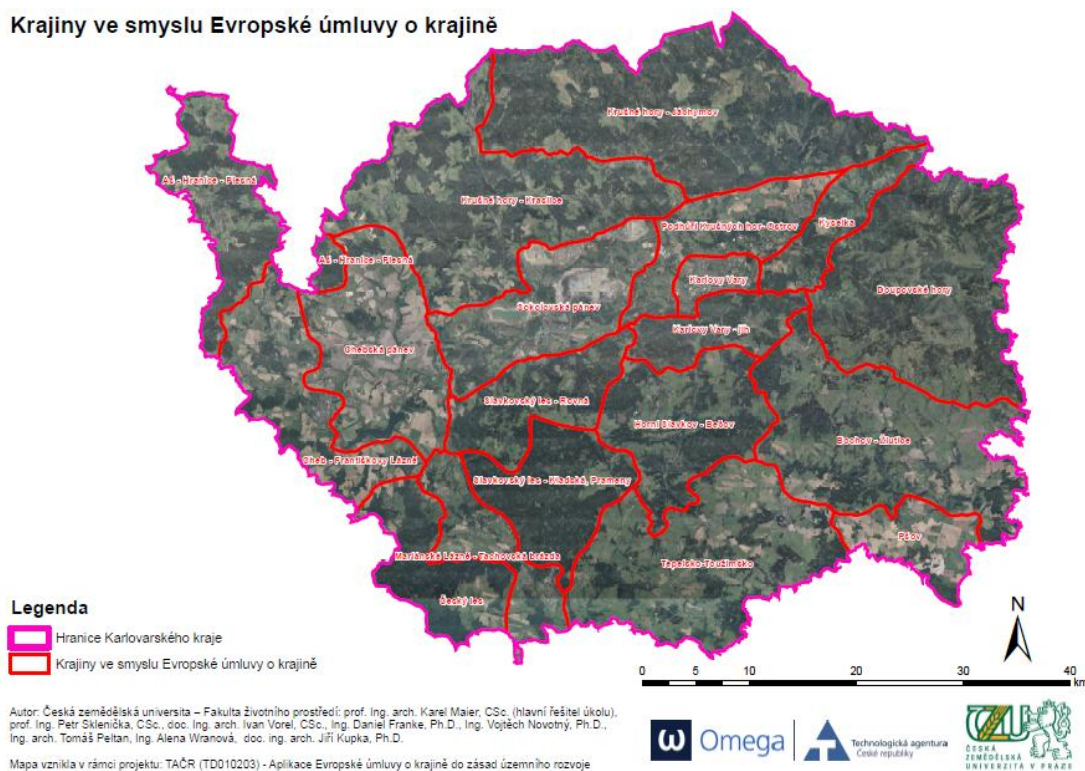 Krajiny ve smyslu Evropské úmluvy o krajině
Krušné hory - Jáchymov
Aš - Hranice - Plesná
Krušné hory - Kraslice
Podhůří Krušných hor- Ostrov
Kyselka
Aš - Hranice - Plesná
Karlovy Vary
Doupovské hory
Sokolovská pánev
Karlovy Vary - jih
Chebská pánev
Slavkovský les - Rovná
Horní Slavkov - Bečov
Bochov - Žlutice
Cheb - Františkovy Lázně
Slavkovský les - Kladská, Prameny
Pšov
Mariánské Lázně - Tachovská brázda
Tepelsko-Toužimsko
Český les
Legenda
Hranice Karlovarského kraje
Krajiny ve smyslu Evropské úmluvy o krajině
N
0 5 10 20 30 40
km
Autor: Česká zemědělská universita – Fakulta životního prostředí: prof. Ing. arch. Karel Maier, CSc. (hlavní řešitel úkolu),
prof. Ing. Petr Sklenička, CSc., doc. Ing. arch. Ivan Vorel, CSc., Ing. Daniel Franke, Ph.D., Ing. Vojtěch Novotný, Ph.D.,
Ing. arch. Tomáš Peltan, Ing. Alena Wranová, doc. ing. arch. Jiří Kupka, Ph.D.
Mapa vznikla v rámci projektu: TAČR (TD010203) - Aplikace Evropské úmluvy o krajině do zásad územního rozvoje
ω Omega
Technologická agentura
České republiky
ČZU
ČESKÁ
ZEMĚDĚLSKÁ
UNIVERZITA V PRAZE